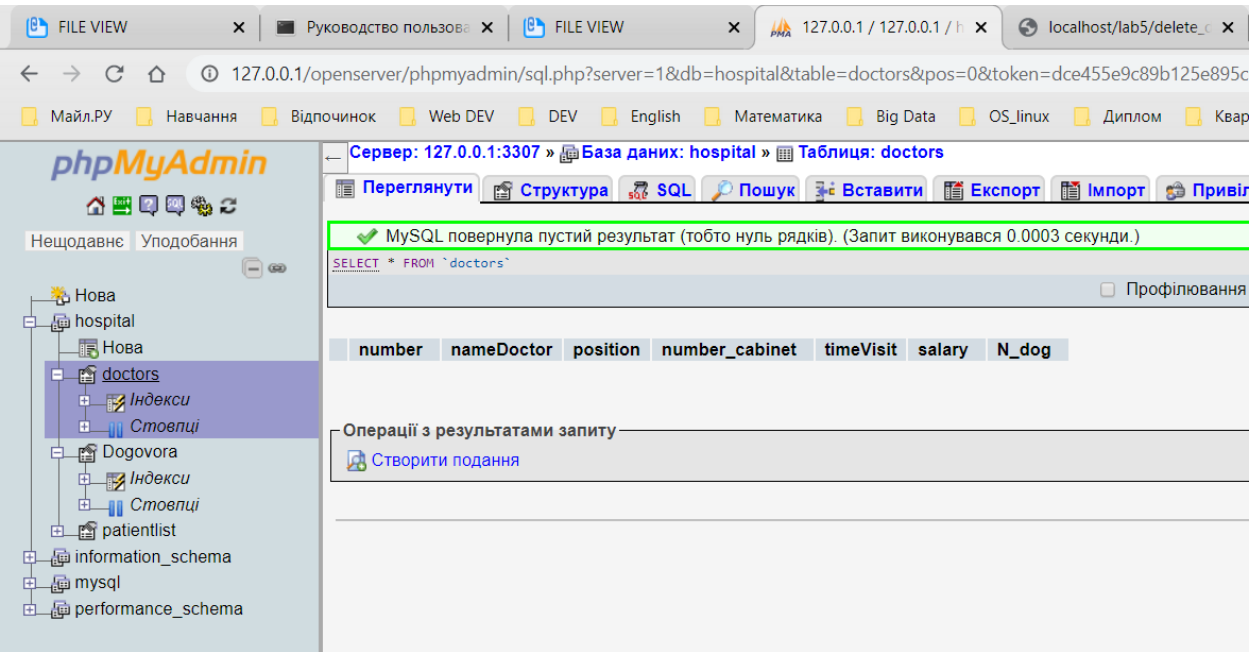 FILE VIEW
Руководство пользова
FILE VIEW
127.0.0.1 / 127.0.0.1 / h
localhost/lab5/delete_
127.0.0.1/openserver/phpmyadmin/sql.php?server=1&db=hospital&table=doctors&pos=0&token=dce455e9c89b125e895c
Майл.РУ Навчання Відпочинок Web DEV DEV English Математика Big Data OS_linux Диплом Квар
phpMyAdmin
Нещодавнє Уподобання
Нова
hospital
Нова
doctors
Індекси
Стовпці
Dogovora
Індекси
Стовпці
patientlist
information_schema
mysql
performance_schema
← Сервер: 127.0.0.1:3307 » База даних: hospital » Таблиця: doctors
Переглянути Структура SQL Пошук Вставити Експорт Імпорт Привіл
MySQL повернула пустий результат (тобто нуль рядків). (Запит виконувався 0.0003 секунди.)
SELECT * FROM `doctors`
Профілювання
number nameDoctor position number_cabinet timeVisit salary N_dog
Операції з результатами запиту
Створити подання